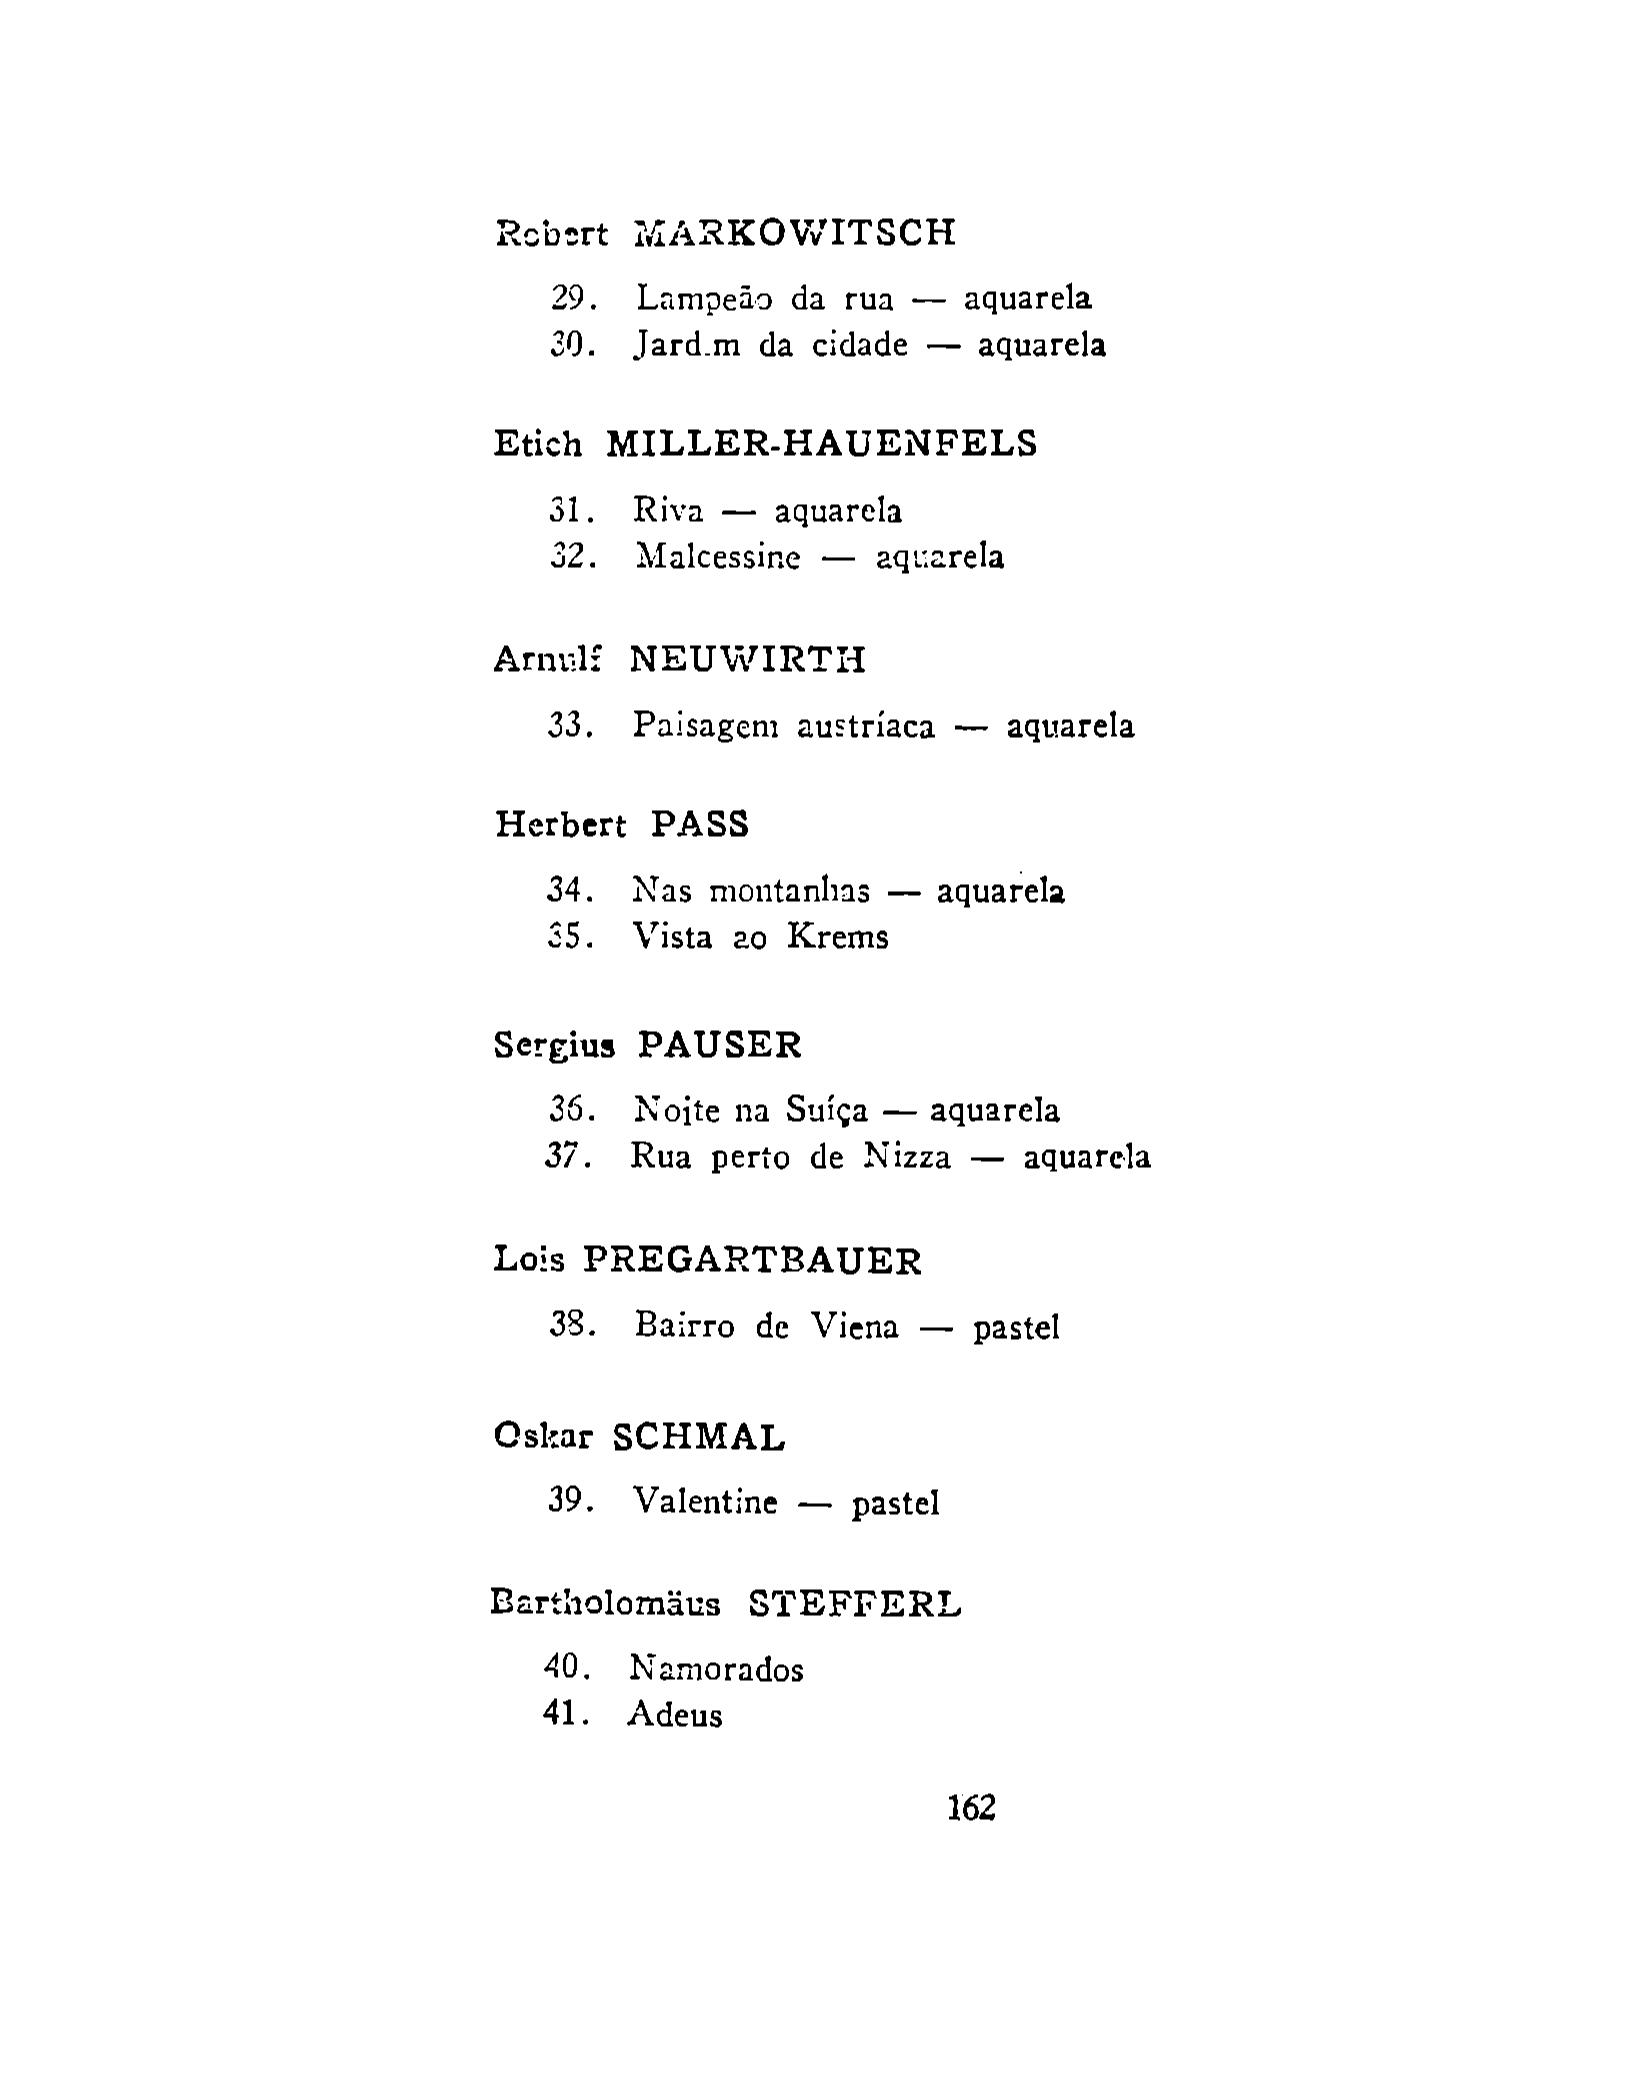 Robert MARKOWITSCH
29. Lampeão da rua — aquarela
30. Jardim da cidade — aquarela
Etich MILLER-HAUENFELS
31. Riva — aquarela
32. Malcessine — aquarela
Arnulf NEUWIRTH
33. Paisagem austríaca — aquarela
Herbert PASS
34. Nas montanhas — aquarela
35. Vista ao Krems
Sergius PAUSER
36. Noite na Suíça — aquarela
37. Rua perto de Nizza — aquarela
Lois PREGARTBAUER
38. Bairro de Viena — pastel
Oskar SCHMAL
39. Valentine — pastel
Bartholomäus STEFFERL
40. Namorados
41. Adeus
162